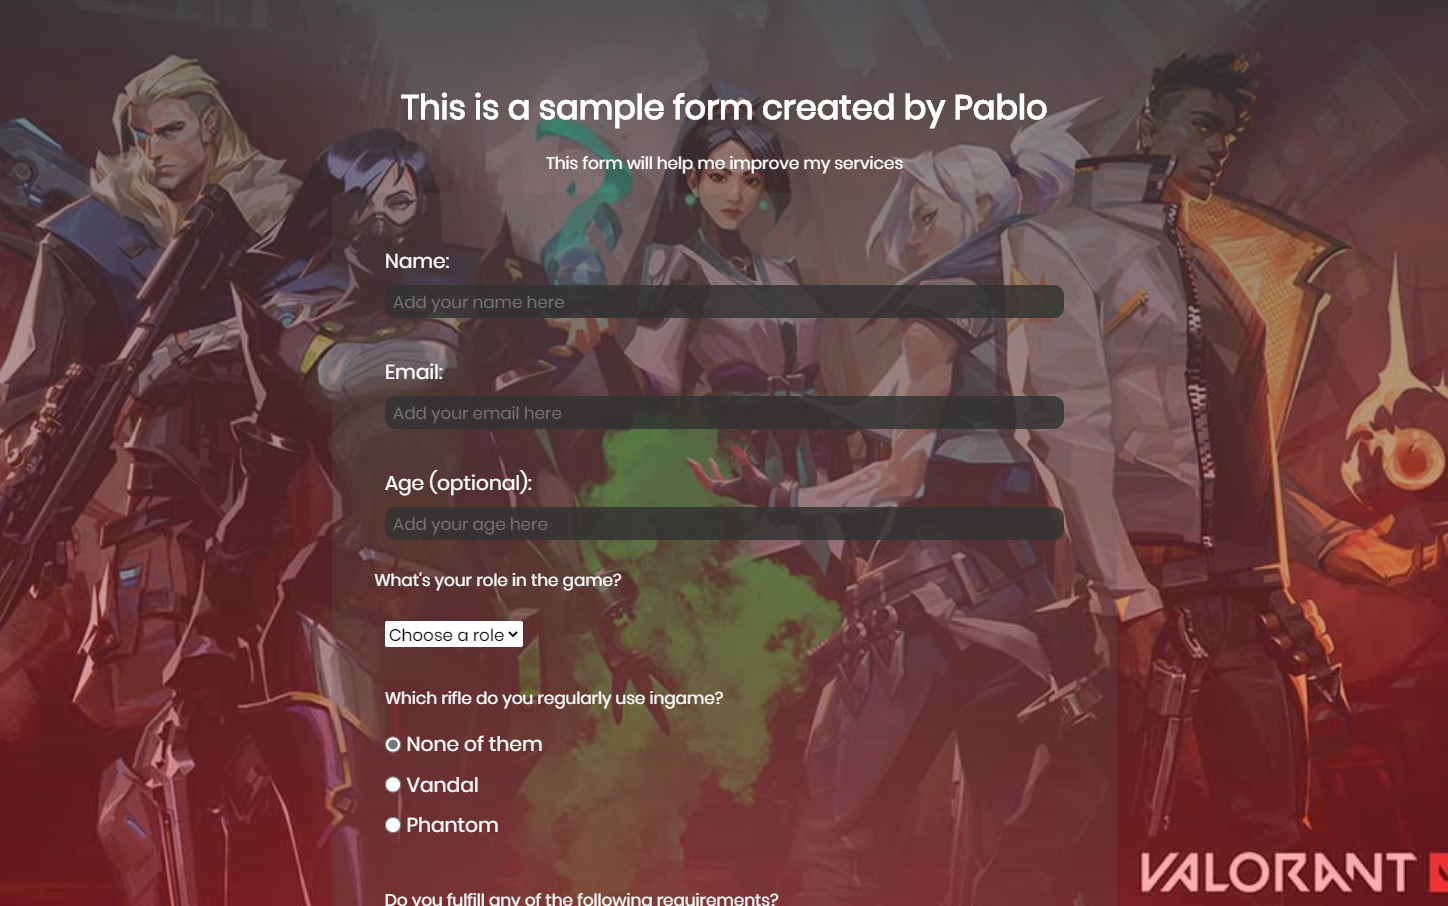 This is a sample form created by Pablo
This form will help me improve my services
Name:
Add your name here
Email:
Add your email here
Age (optional):
Add your age here
What's your role in the game?
Choose a role
Which rifle do you regularly use ingame?
None of them
Vandal
Phantom
VALORANT
Do you fulfill any of the following requirements?